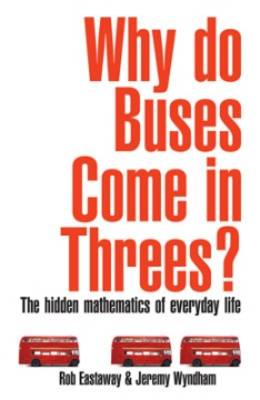 Why do
Buses
Come in
Threes?
The hidden mathematics of everyday life
Rob Eastaway & Jeremy Wyndham